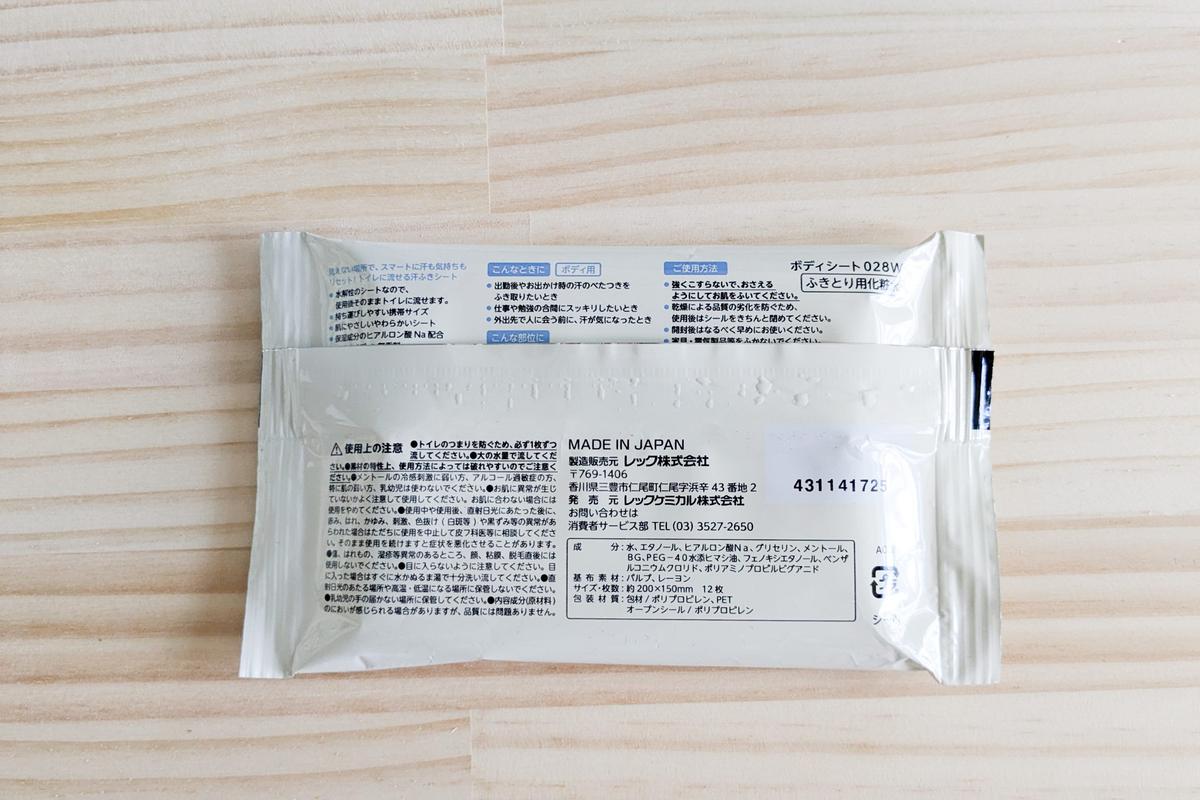 見えない場所で、スマートに汗も気持ちも
リセット!トイレに流せる汗ふきシート
●水解性のシートなので、
使用後そのままトイレに流せます。
●持ち運びしやすい携帯サイズ
●肌にやさしいやわらかいシート
●保湿成分のヒアルロン酸Na配合
こんなときに ボディ用
●出勤後やお出かけ時の汗のべたつきを
ふき取りたいとき
●仕事や勉強の合間にスッキリしたいとき
●外出先で人に会う前に、汗が気になったとき
こんな部位に
ご使用方法
●強くこすらないで、おさえる
ようにしてお肌をふいてください。
●乾燥による品質の劣化を防ぐため、
使用後はシールをきちんと閉めてください。
●開封後はなるべく早めにお使いください。
●家具・電気製品等をふかないでください。
ボディシート028W
ふきとり用化粧
⚠使用上の注意 ●トイレのつまりを防ぐため、必ず1枚ずつ
流してください。●大の水量で流してくだ
さい。●素材の特性上、使用方法によっては破れやすいのでご注意く
ださい。●メントールの冷感刺激に弱い方、アルコール過敏症の方、
特に肌の弱い方、乳幼児は使わないでください。●お肌に異常が生じ
ていないかよく注意して使用してください。お肌に合わない場合には
使用をやめてください。●使用中や使用後、直射日光にあたった後に、
赤み、はれ、かゆみ、刺激、色抜け(白斑等)や黒ずみ等の異常があ
らわれた場合はただちに使用を中止して皮フ科医等に相談してくださ
い。そのまま使用を続けますと症状を悪化させることがあります。
●傷、はれもの、湿疹等異常のあるところ、顔、粘膜、脱毛直後には
使用しないでください。●目に入らないように注意してください。目
に入った場合はすぐに水かぬるま湯で十分洗い流してください。●直
射日光のあたる場所や高温・低温になる場所に保管しないでください。
●乳幼児の手の届かない場所に保管してください。●内容成分(原材料)
のにおいが感じられる場合がありますが、品質には問題ありません。
MADE IN JAPAN
製造販売元 レック株式会社
〒769-1406
香川県三豊市仁尾町仁尾字浜辛43番地2
発売元 レックケミカル株式会社
お問い合わせは
消費者サービス部 TEL(03)3527-2650
431141725
成分:水、エタノール、ヒアルロン酸Na、グリセリン、メントール、
BG、PEG-40水添ヒマシ油、フェノキシエタノール、ベンザ
ルコニウムクロリド、ポリアミノプロピルビグアニド
基布素材:パルプ、レーヨン
サイズ・枚数:約200×150mm 12枚
包装材質:包材/ポリプロピレン、PET
オープンシール/ポリプロピレン